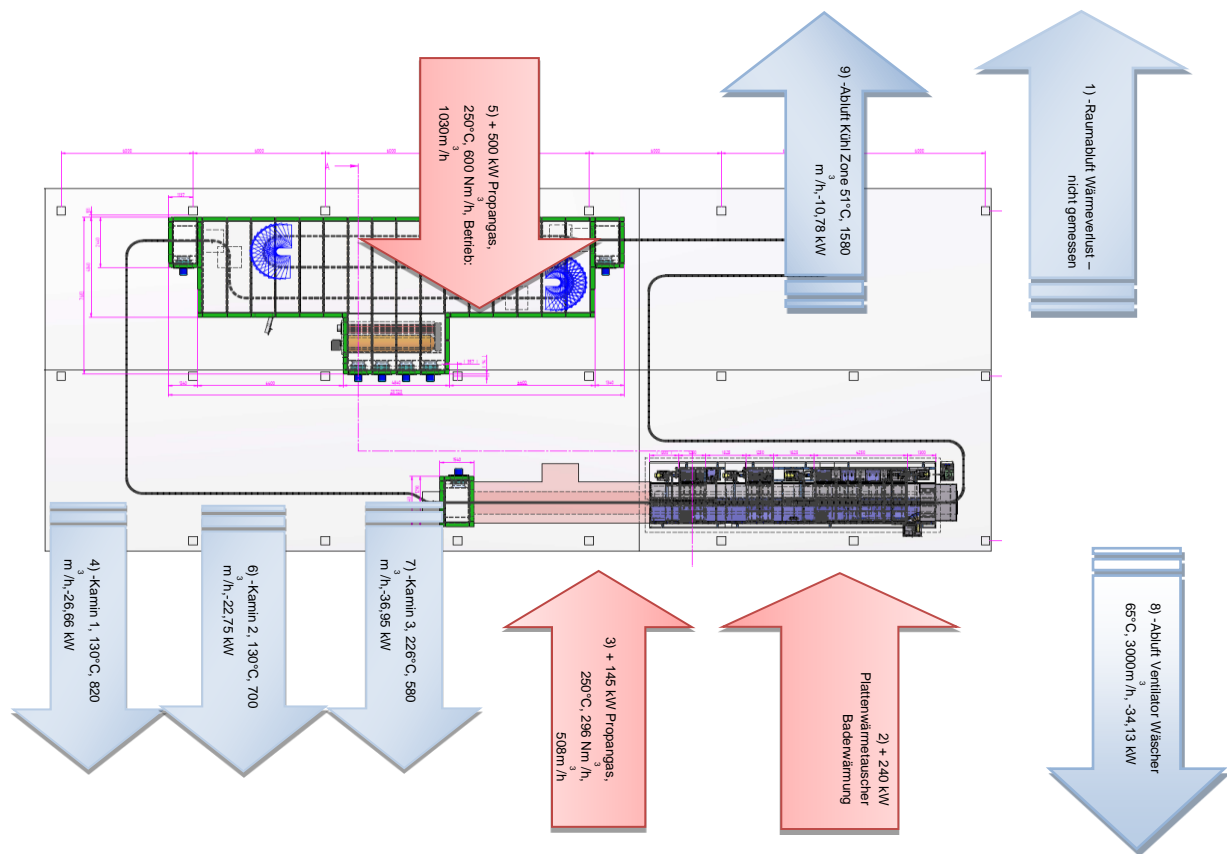 1) -Raumabluft Wärmeverlust –
nicht gemessen
9) -Abluft Kühl Zone 51°C, 1580
m³/h,-10,78 kW
5) + 500 kW Propangas,
250°C, 600 Nm³/h, Betrieb:
1030m³/h
4) -Kamin 1, 130°C, 820
m³/h,-26,66 kW
6) -Kamin 2, 130°C, 700
m³/h,-22,75 kW
7) -Kamin 3, 226°C, 580
m³/h,-36,95 kW
3) + 145 kW Propangas,
250°C, 296 Nm³/h,
508m³/h
2) + 240 kW
Plattenwärmetauscher
Baderwärmung
8) -Abluft Ventilator Wäscher
65°C, 3000m³/h, -34,13 kW
A